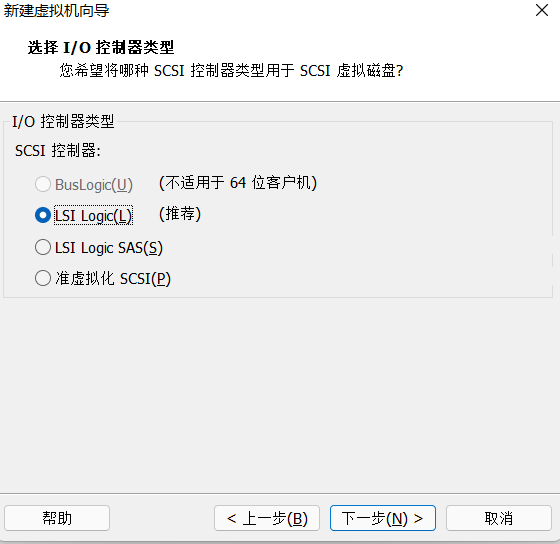 新建虚拟机向导
选择 I/O 控制器类型
您希望将哪种 SCSI 控制器类型用于 SCSI 虚拟磁盘?
I/O 控制器类型
SCSI 控制器:
BusLogic(U) (不适用于 64 位客户机)
LSI Logic(L) (推荐)
LSI Logic SAS(S)
准虚拟化 SCSI(P)
帮助 < 上一步(B) 下一步(N) > 取消